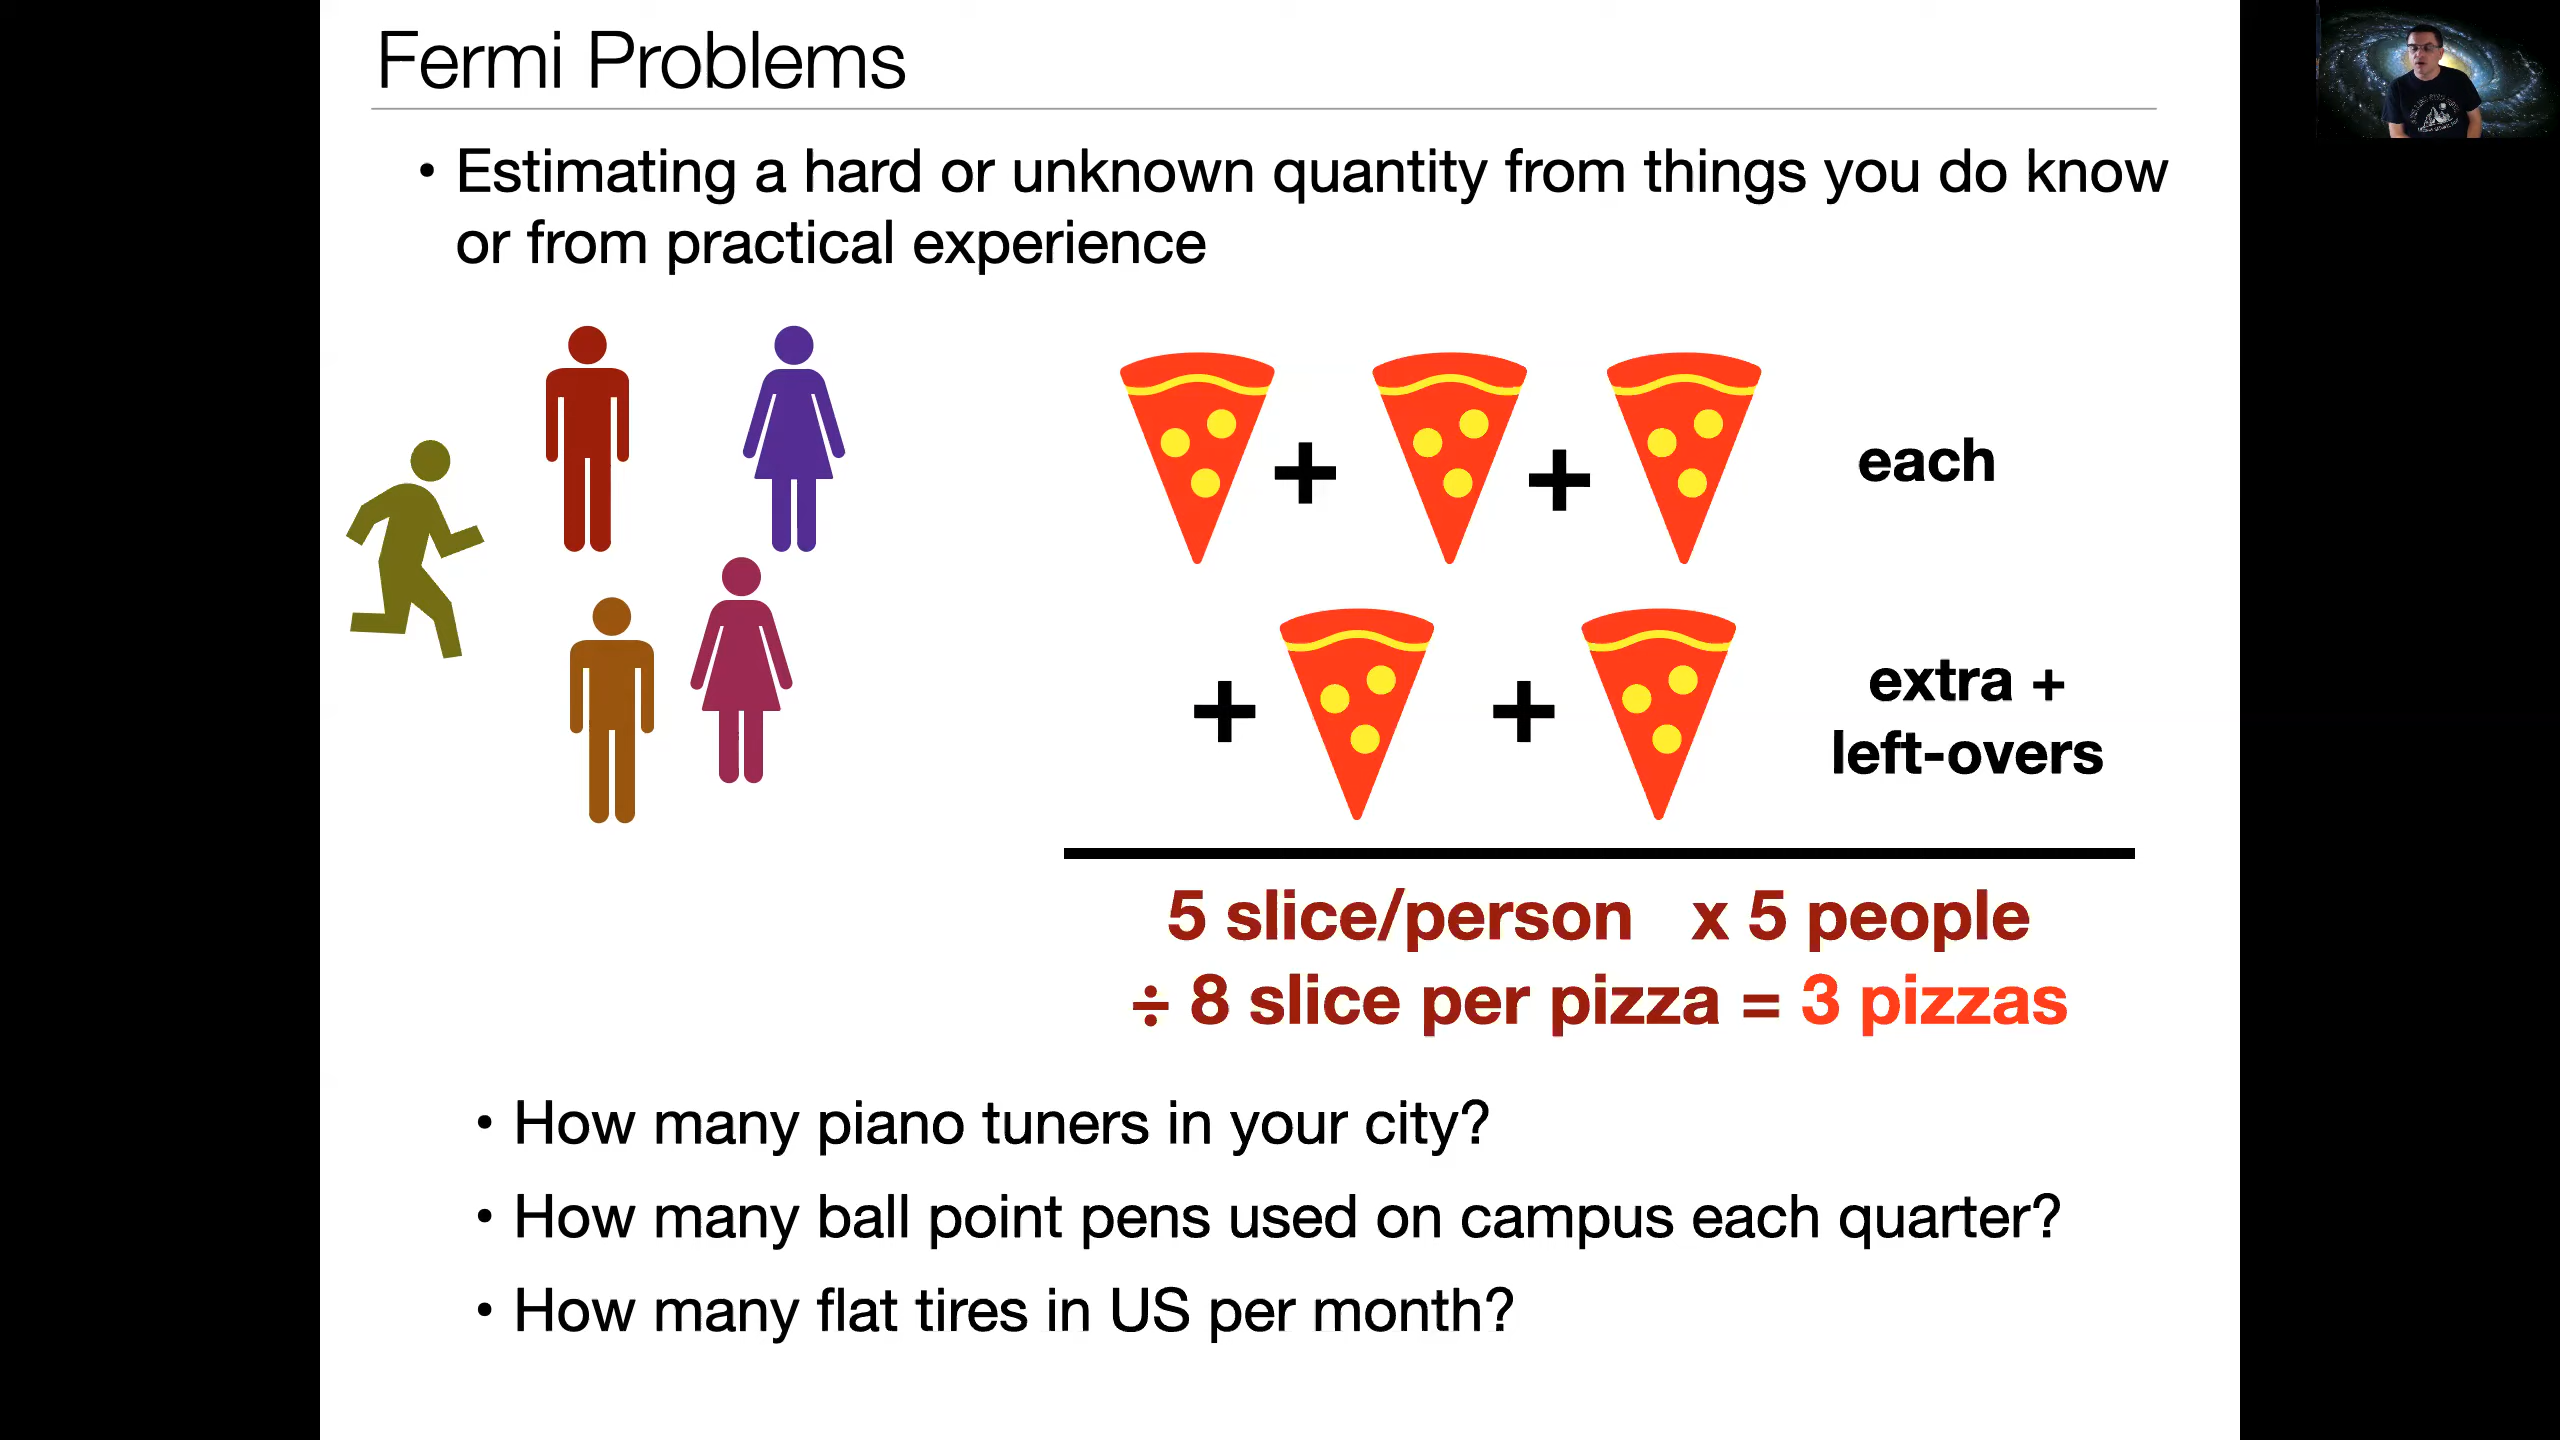 Fermi Problems
• Estimating a hard or unknown quantity from things you do know
or from practical experience
+ + each
+ + extra +
left-overs
5 slice/person x 5 people
÷ 8 slice per pizza = 3 pizzas
• How many piano tuners in your city?
• How many ball point pens used on campus each quarter?
• How many flat tires in US per month?